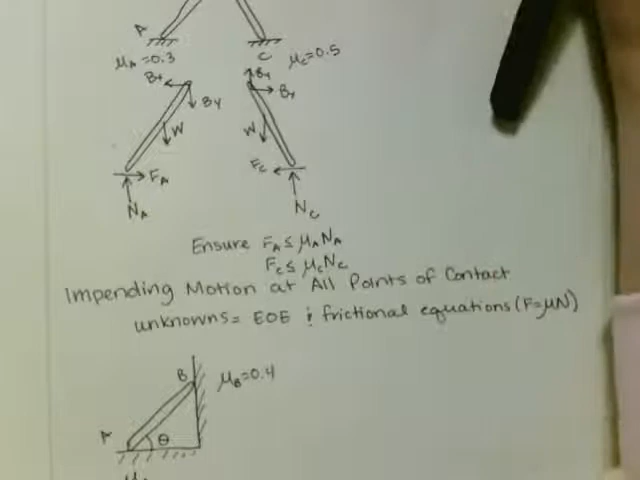 A
C
μA=0.3
μC=0.5
Bx
By
By
Bx
W
W
FA
FC
NA
NC
Ensure FA ≤ μANA
FC ≤ μCNC
Impending Motion at All Points of Contact
unknowns = EOE & frictional equations (F=μN)
B
μB=0.4
A
θ